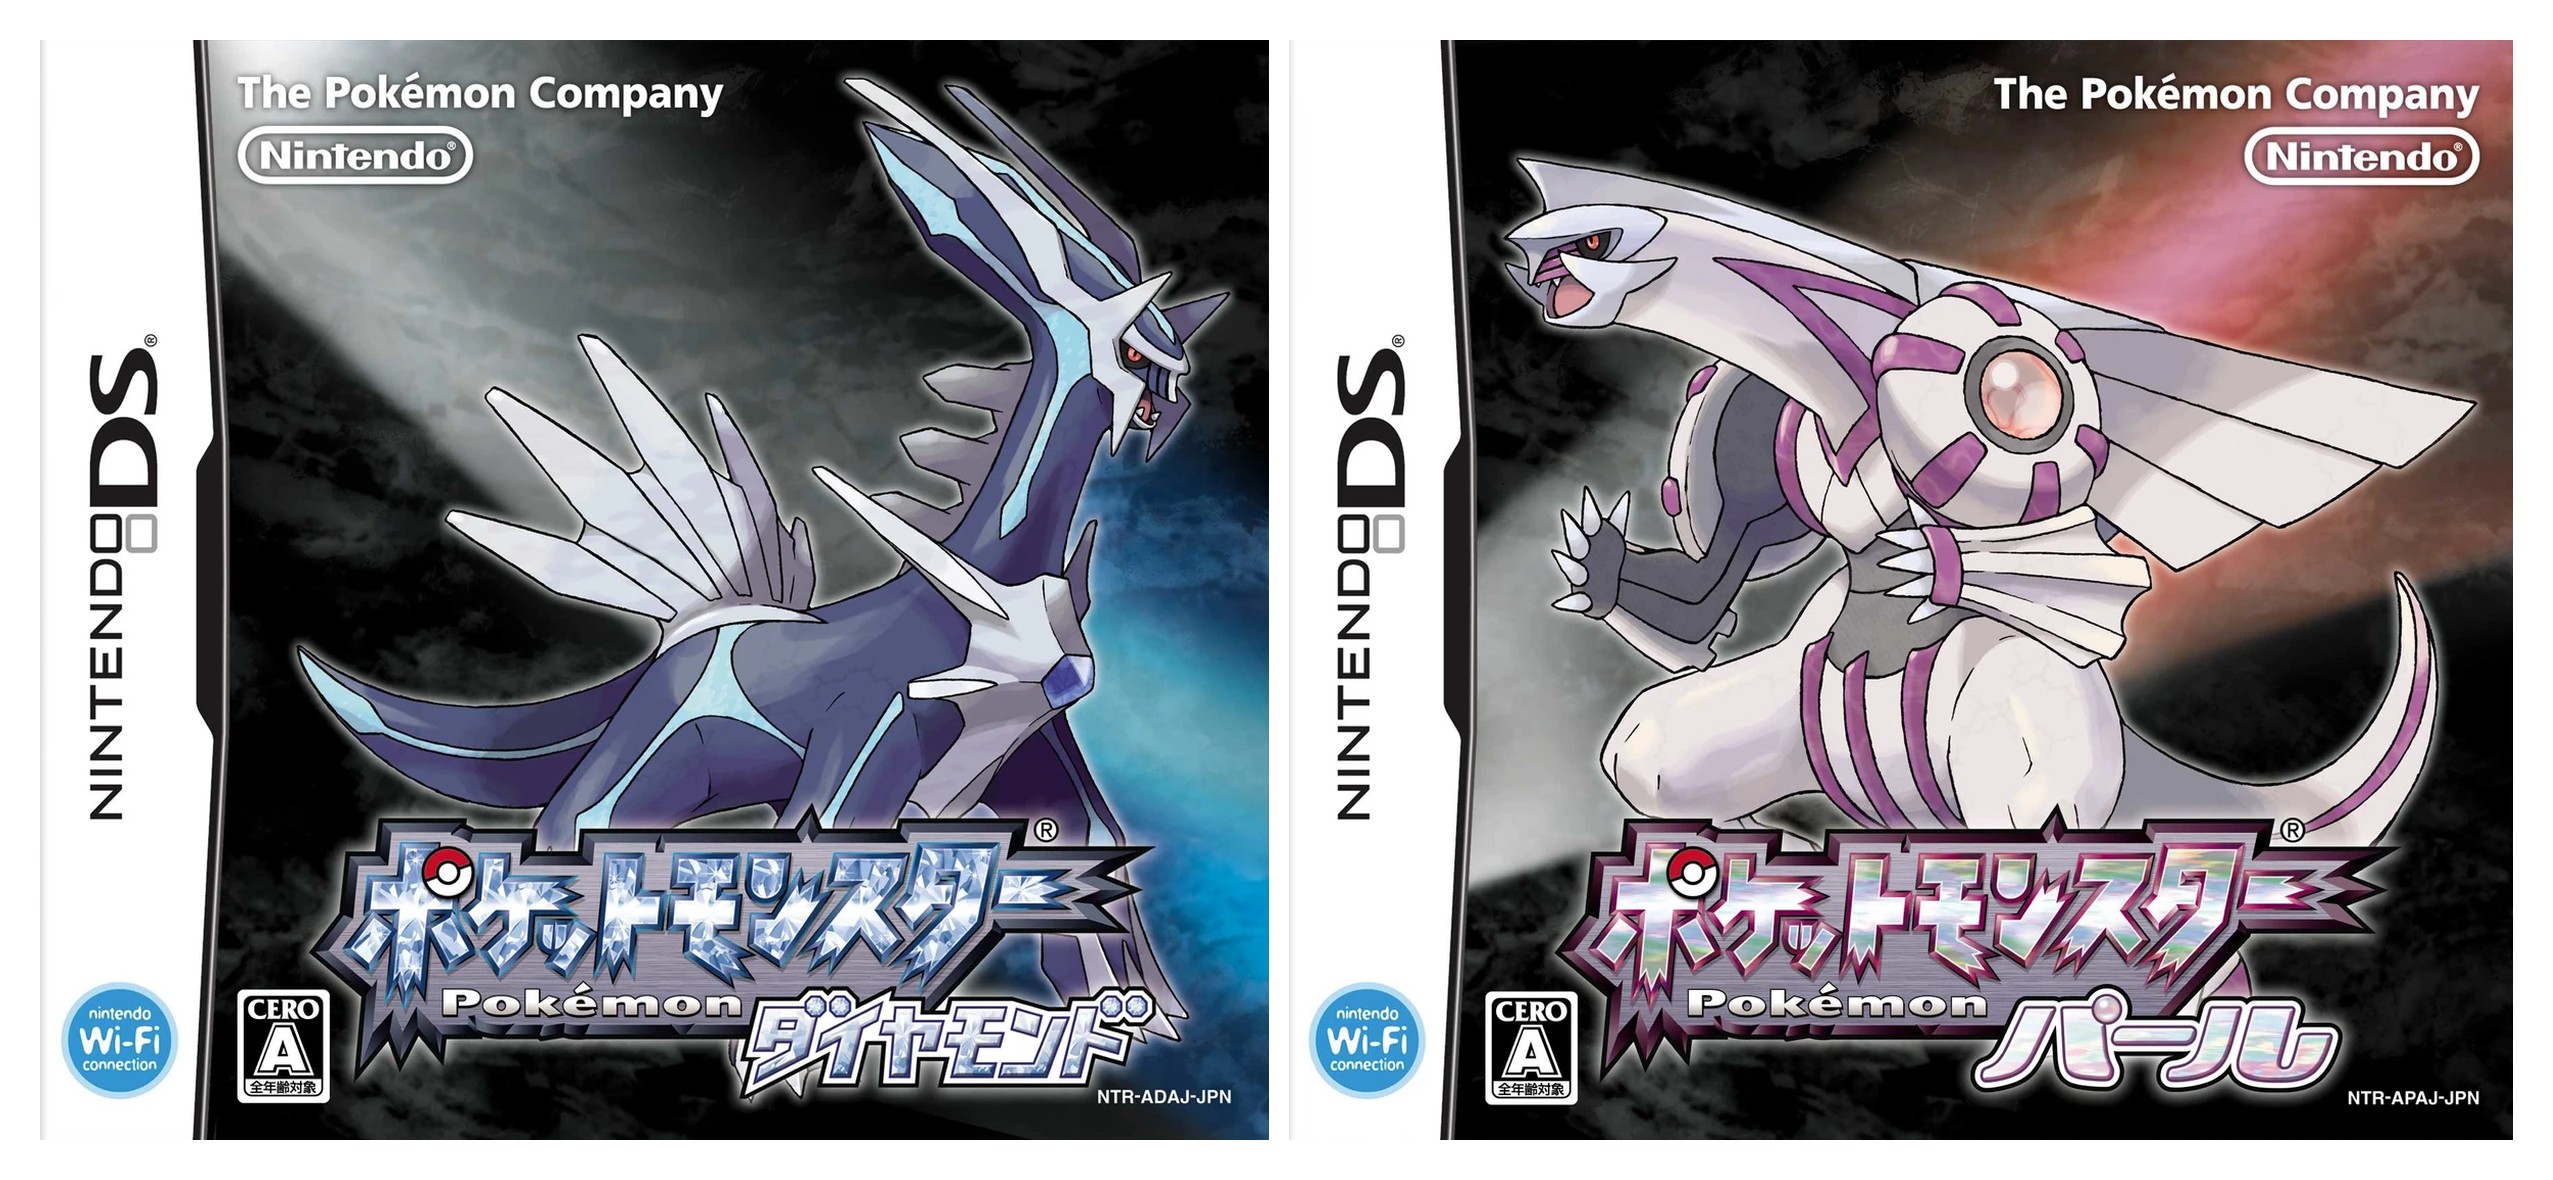 The Pokémon Company
Nintendo®
NINTENDO DS®
ポケットモンスター®
Pokémon
ダイヤモンド
nintendo
Wi-Fi
connection
CERO
A
全年齢対象
NTR-ADAJ-JPN
The Pokémon Company
Nintendo®
NINTENDO DS®
ポケットモンスター®
Pokémon
パール
nintendo
Wi-Fi
connection
CERO
A
全年齢対象
NTR-APAJ-JPN